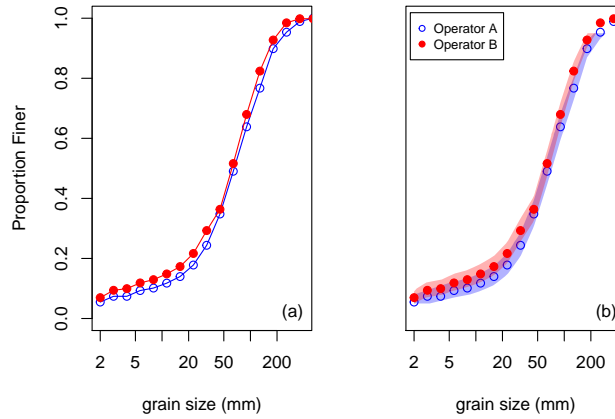 Proportion Finer
1.0
0.8
0.6
0.4
0.2
0.0
2 5 20 50 200
grain size (mm)
(a)
Operator A
Operator B
2 5 20 50 200
grain size (mm)
(b)